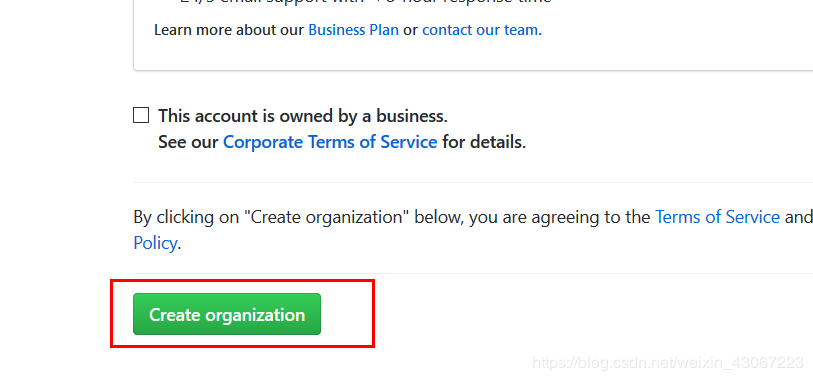 Learn more about our Business Plan or contact our team.
This account is owned by a business.
See our Corporate Terms of Service for details.
By clicking on "Create organization" below, you are agreeing to the Terms of Service and
Policy.
Create organization
https://blog.csdn.net/weixin_43067223